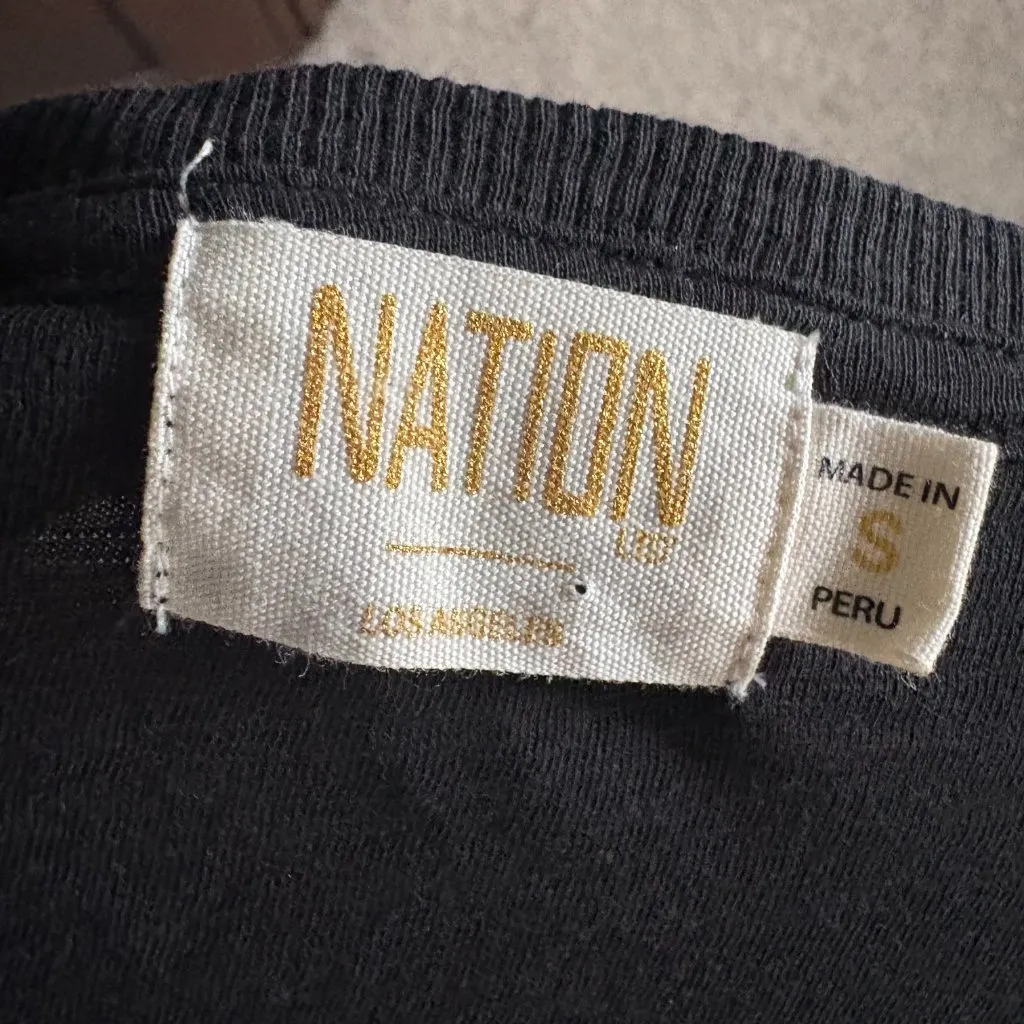 NATION
LTD
LOS ANGELES
MADE IN
S
PERU